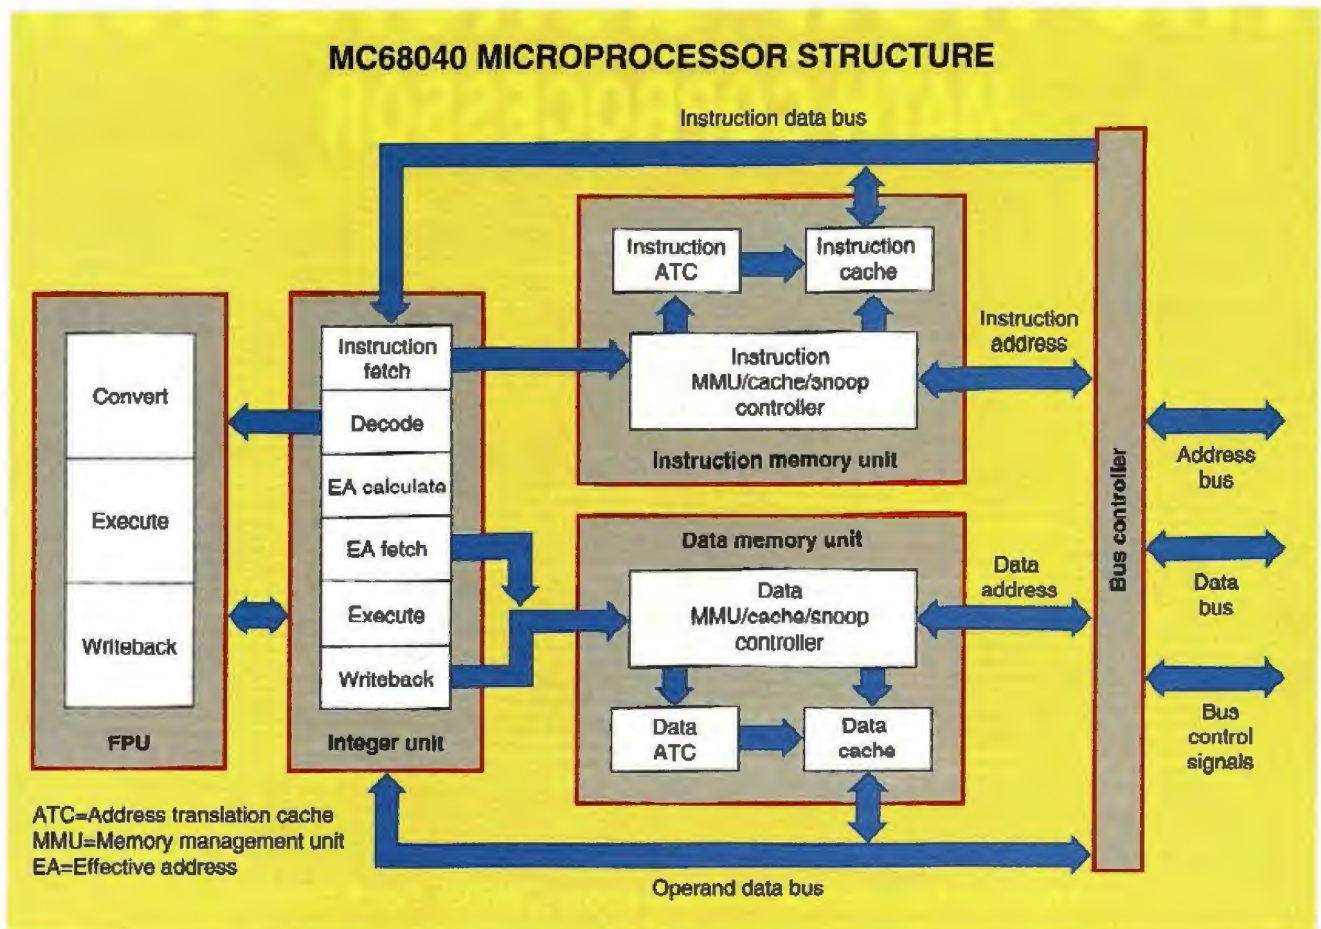 MC68040 MICROPROCESSOR STRUCTURE
Instruction data bus
Instruction
ATC
Instruction
cache
Instruction
MMU/cache/snoop
controller
Instruction memory unit
Instruction
address
Convert
Execute
Writeback
FPU
Instruction
fetch
Decode
EA calculate
EA fetch
Execute
Writeback
Integer unit
Data memory unit
Data
MMU/cache/snoop
controller
Data
ATC
Data
cache
Data
address
Bus controller
Address
bus
Data
bus
Bus
control
signals
ATC=Address translation cache
MMU=Memory management unit
EA=Effective address
Operand data bus